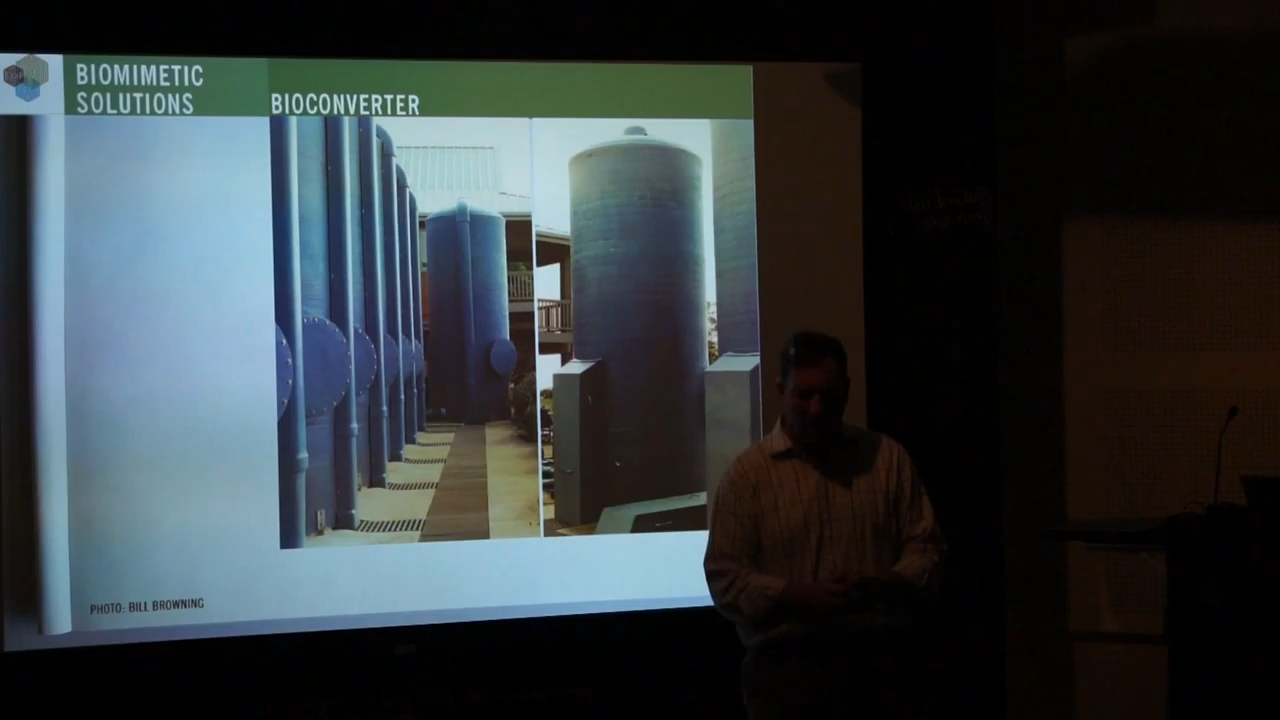 BIOMIMETIC
SOLUTIONS
BIOCONVERTER
PHOTO: BILL BROWNING